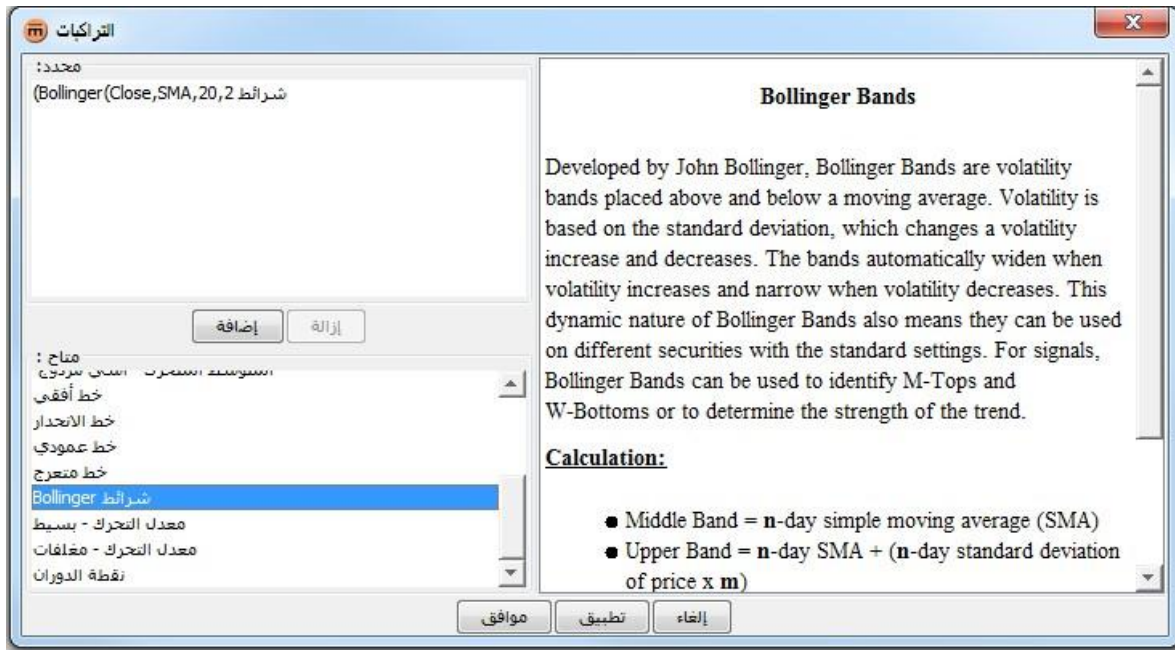 التراكبات
محدد:
شرائط Bollinger(Close,SMA,20,2)
إضافة
إزالة
متاح :
المتوسط المتحرك - أسي مزدوج
خط أفقي
خط الانحدار
خط عمودي
خط متعرج
شرائط Bollinger
معدل التحرك - بسيط
معدل التحرك - مغلفات
نقطة الدوران
Bollinger Bands
Developed by John Bollinger, Bollinger Bands are volatility
bands placed above and below a moving average. Volatility is
based on the standard deviation, which changes a volatility
increase and decreases. The bands automatically widen when
volatility increases and narrow when volatility decreases. This
dynamic nature of Bollinger Bands also means they can be used
on different securities with the standard settings. For signals,
Bollinger Bands can be used to identify M-Tops and
W-Bottoms or to determine the strength of the trend.
Calculation:
● Middle Band = n-day simple moving average (SMA)
● Upper Band = n-day SMA + (n-day standard deviation
of price x m)
موافق
تطبيق
إلغاء